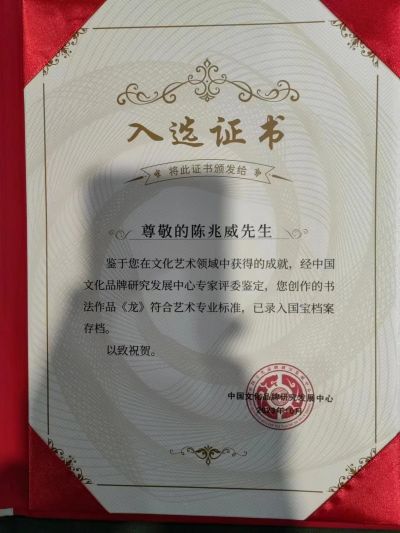 入选证书
将此证书颁发给
尊敬的陈兆威先生
鉴于您在文化艺术领域中获得的成就，经中国
文化品牌研究发展中心专家评委鉴定，您创作的书
法作品《龙》符合艺术专业标准，已录入国宝档案
存档。
以致祝贺。
中国文化品牌研究发展中心